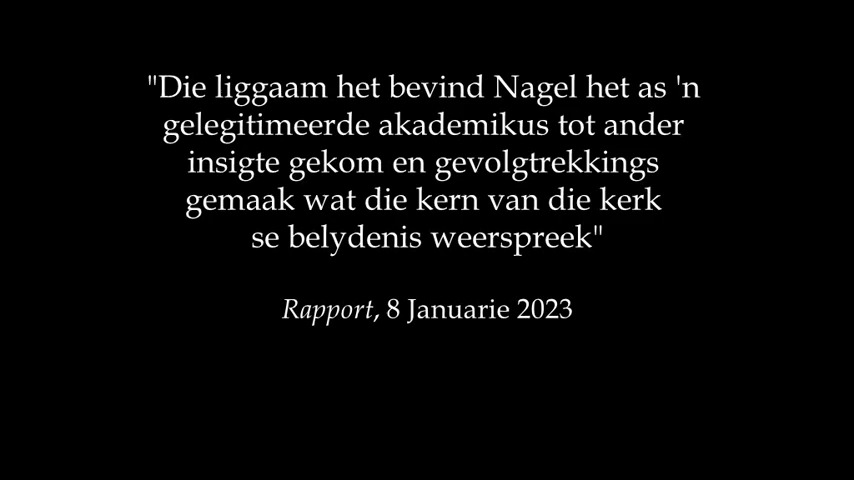 "Die liggaam het bevind Nagel het as 'n
gelegitimeerde akademikus tot ander
insigte gekom en gevolgtrekkings
gemaak wat die kern van die kerk
se belydenis weerspreek"
Rapport, 8 Januarie 2023